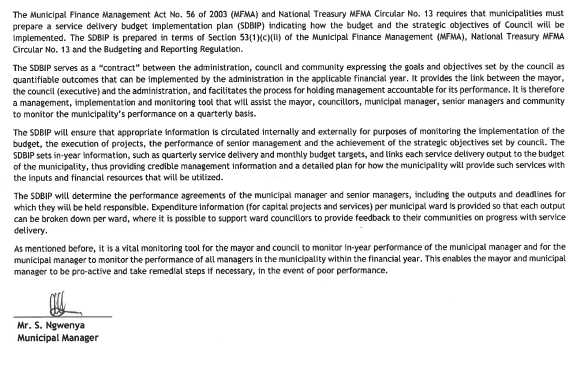 The Municipal Finance Management Act No. 56 of 2003 (MFMA) and National Treasury MFMA Circular No. 13 requires that municipalities must
prepare a service delivery budget implementation plan (SDBIP) indicating how the budget and the strategic objectives of Council will be
implemented. The SDBIP is prepared in terms of Section 53(1)(c)(ii) of the Municipal Finance Management (MFMA), National Treasury MFMA
Circular No. 13 and the Budgeting and Reporting Regulation.
The SDBIP serves as a “contract” between the administration, council and community expressing the goals and objectives set by the council as
quantifiable outcomes that can be implemented by the administration in the applicable financial year. It provides the link between the mayor,
the council (executive) and the administration, and facilitates the process for holding management accountable for its performance. It is therefore
a management, implementation and monitoring tool that will assist the mayor, councillors, municipal manager, senior managers and community
to monitor the municipality's performance on a quarterly basis.
The SDBIP will ensure that appropriate information is circulated internally and externally for purposes of monitoring the implementation of the
budget, the execution of projects, the performance of senior management and the achievement of the strategic objectives set by council. The
SDBIP sets in-year information, such as quarterly service delivery and monthly budget targets, and links each service delivery output to the budget
of the municipality, thus providing credible management information and a detailed plan for how the municipality will provide such services with
the inputs and financial resources that will be utilized.
The SDBIP will determine the performance agreements of the municipal manager and senior managers, including the outputs and deadlines for
which they will be held responsible. Expenditure information (for capital projects and services) per municipal ward is provided so that each output
can be broken down per ward, where it is possible to support ward councillors to provide feedback to their communities on progress with service
delivery.
As mentioned before, it is a vital monitoring tool for the mayor and council to monitor in-year performance of the municipal manager and for the
municipal manager to monitor the performance of all managers in the municipality within the financial year. This enables the mayor and municipal
manager to be pro-active and take remedial steps if necessary, in the event of poor performance.
Mr. S. Ngwenya
Municipal Manager